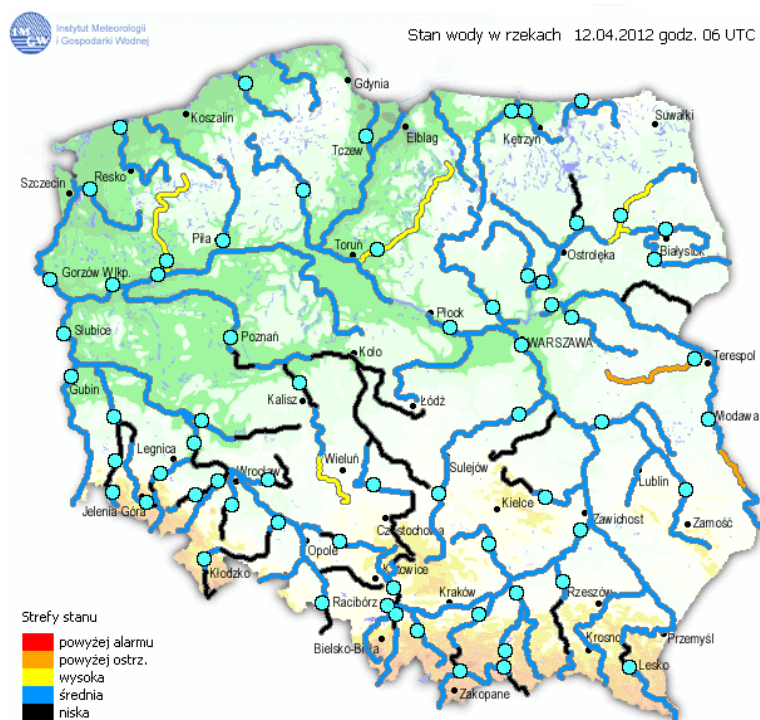 Instytut Meteorologii
i Gospodarki Wodnej
Stan wody w rzekach 12.04.2012 godz. 06 UTC
Gdynia
Koszalin
Suwałki
Tczew
Elbląg
Kętrzyn
Resko
Szczecin
Piła
Toruń
Ostrołęka
Białystok
Gorzów Wlkp.
Płock
Słubice
Poznań
Koło
WARSZAWA
Terespol
Gubin
Kalisz
Łódź
Włodawa
Legnica
Wrocław
Wieluń
Sulejów
Lublin
Jelenia Góra
Kielce
Zawichost
Zamość
Częstochowa
Opole
Kłodzko
Katowice
Racibórz
Kraków
Rzeszów
Strefy stanu
Bielsko-Biała
Krosno
Przemyśl
powyżej alarmu
powyżej ostrz.
Lesko
wysoka
średnia
Zakopane
niska